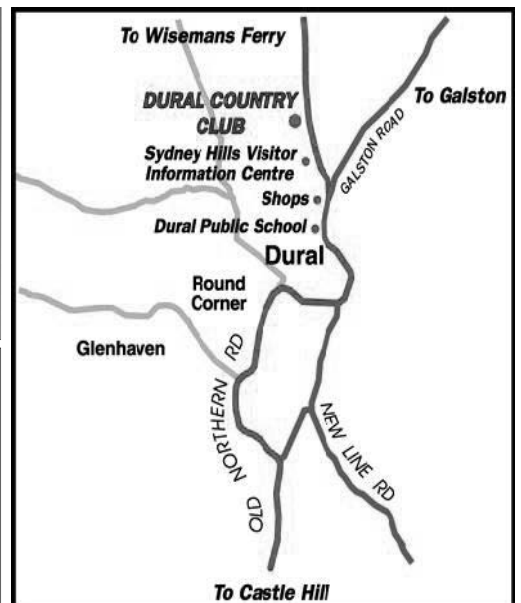 To Wisemans Ferry
DURAL COUNTRY
CLUB
To Galston
GALSTON ROAD
Sydney Hills Visitor
Information Centre
Shops
Dural Public School
Dural
Round
Corner
Glenhaven
OLD NORTHERN RD
NEW LINE RD
To Castle Hill